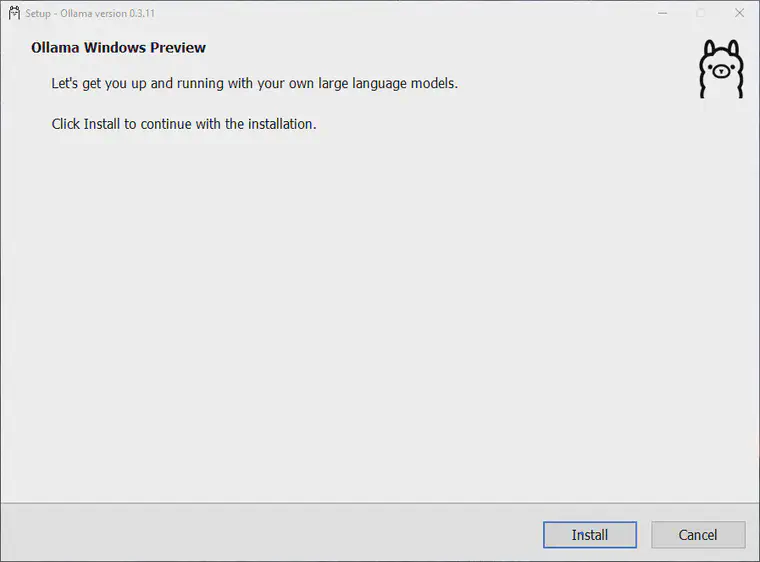 Setup - Ollama version 0.3.11
Ollama Windows Preview
Let's get you up and running with your own large language models.
Click Install to continue with the installation.
Install
Cancel